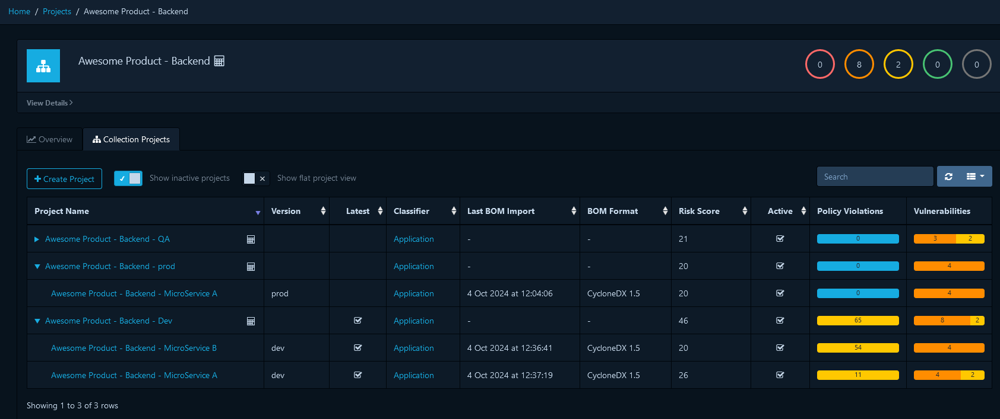 Home / Projects / Awesome Product - Backend
Awesome Product - Backend
0 8 2 0 0
View Details
Overview Collection Projects
Create Project Show inactive projects Show flat project view Search
Project Name Version Latest Classifier Last BOM Import BOM Format Risk Score Active Policy Violations Vulnerabilities
Awesome Product - Backend - QA Application - - 21 0 3 2
Awesome Product - Backend - prod Application - - 20 0 4
Awesome Product - Backend - MicroService A prod Application 4 Oct 2024 at 12:04:06 CycloneDX 1.5 20 0 4
Awesome Product - Backend - Dev Application - - 46 65 8 2
Awesome Product - Backend - MicroService B dev Application 4 Oct 2024 at 12:36:41 CycloneDX 1.5 20 54 4
Awesome Product - Backend - MicroService A dev Application 4 Oct 2024 at 12:37:19 CycloneDX 1.5 26 11 4 2
Showing 1 to 3 of 3 rows